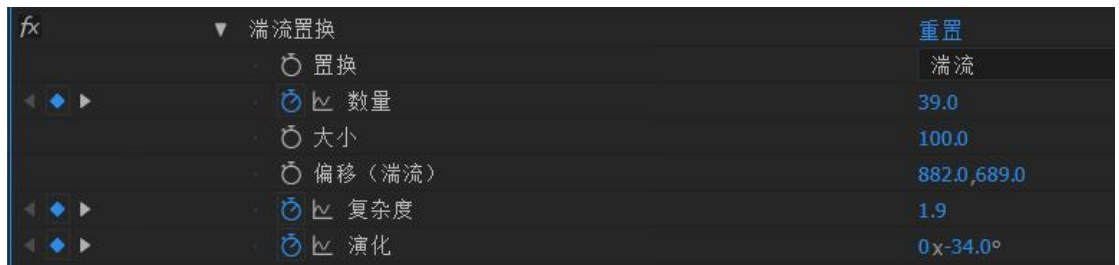 fx 湍流置换 重置
置换 湍流
数量 39.0
大小 100.0
偏移（湍流） 882.0,689.0
复杂度 1.9
演化 0x-34.0°